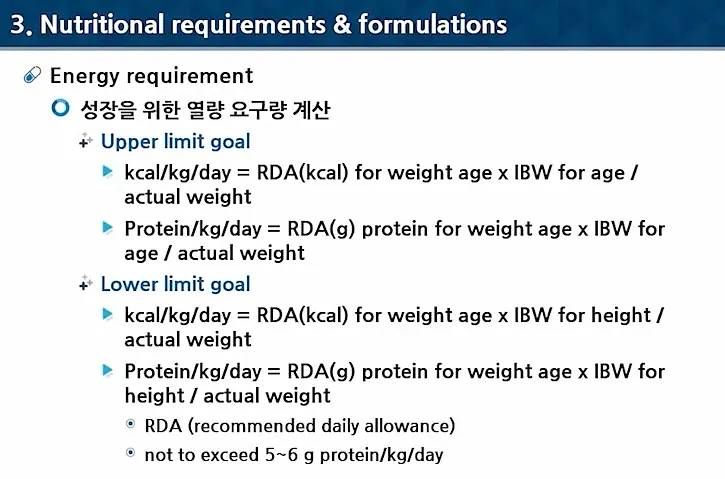 3. Nutritional requirements & formulations
Energy requirement
성장을 위한 열량 요구량 계산
Upper limit goal
kcal/kg/day = RDA(kcal) for weight age x IBW for age /
actual weight
Protein/kg/day = RDA(g) protein for weight age x IBW for
age / actual weight
Lower limit goal
kcal/kg/day = RDA(kcal) for weight age x IBW for height /
actual weight
Protein/kg/day = RDA(g) protein for weight age x IBW for
height / actual weight
RDA (recommended daily allowance)
not to exceed 5~6 g protein/kg/day